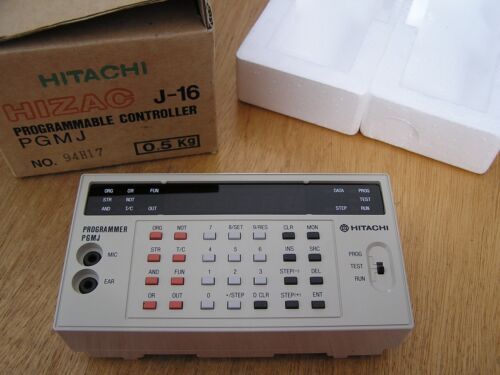 HITACHI
HIZAC J-16
PROGRAMMABLE CONTROLLER
PGMJ
NO. 94H17 0.5 Kg
ORG OR FUN DATA PROG
STR NOT TEST
AND I/C OUT STEP RUN
PROGRAMMER
PGMJ
HITACHI
MIC
EAR
ORG NOT 7 8/SET 9/RES CLR MON
STR T/C 4 5 6 INS SRC
AND FUN 1 2 3 STEP(-) DEL
OR OUT 0 •/STEP D CLR STEP(+) ENT
PROG
TEST
RUN